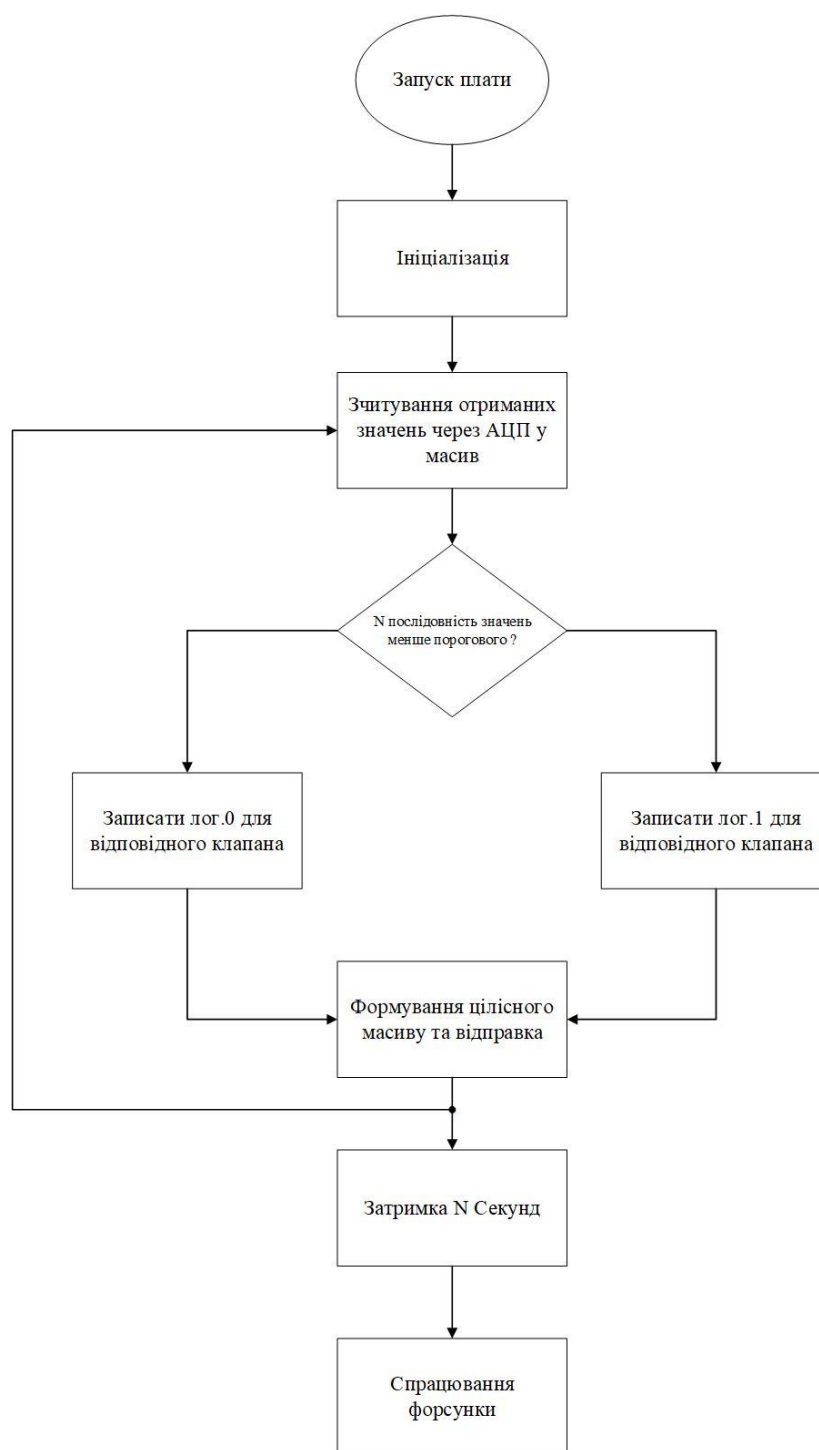 Запуск плати
Ініціалізація
Зчитування отриманих
значень через АЦП у
масив
N послідовність значень
менше порогового ?
Записати лог.0 для
відповідного клапана
Записати лог.1 для
відповідного клапана
Формування цілісного
масиву та відправка
Затримка N Секунд
Спрацювання
форсунки